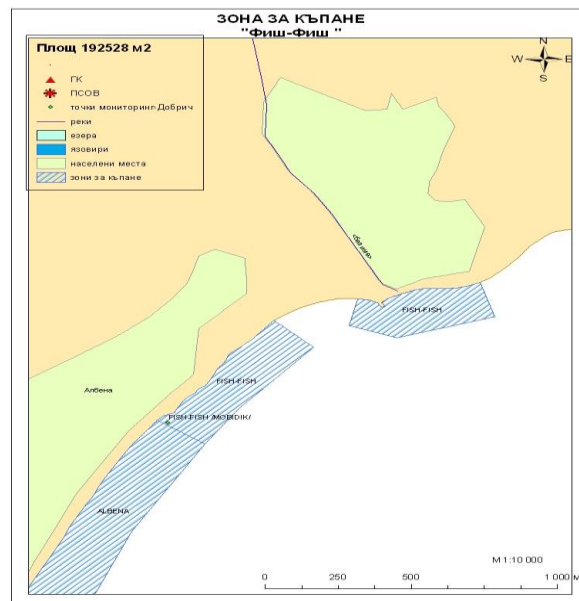 ЗОНА ЗА КЪПАНЕ
"Фиш-Фиш "
Площ 192528 м2
ГК
ПСОВ
точки мониторинг-Добрич
реки
езера
язовири
населени места
зони за къпане
N
W E
S
FISH-FISH
FISH-FISH
Албена
FISH-FISH /MOBIDIK/
ALBENA
М 1:10 000
0 250 500 1 000 М